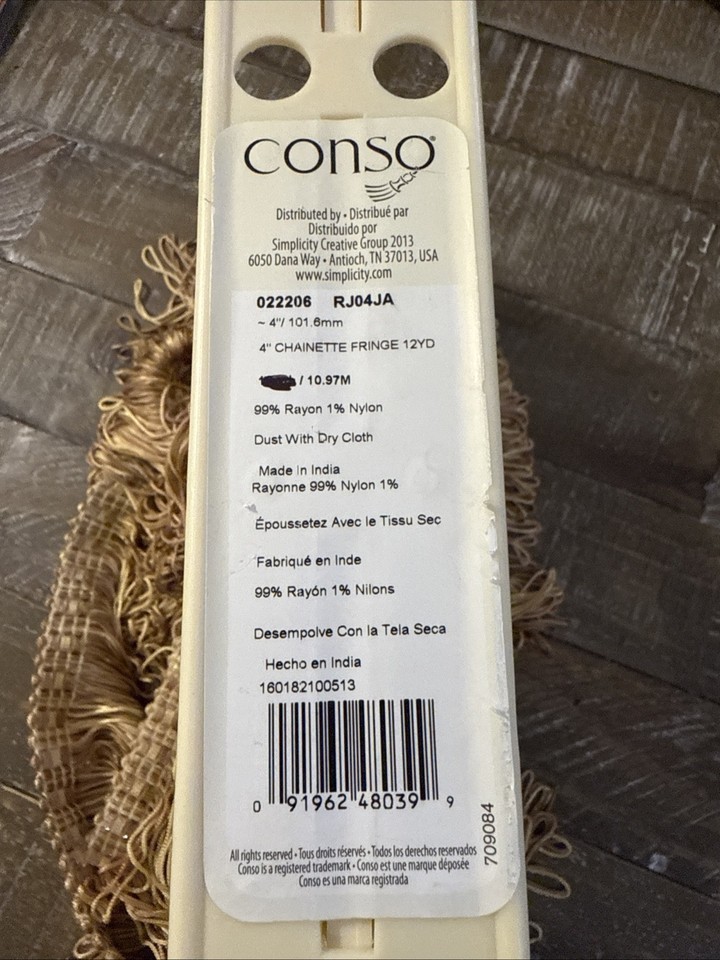 conso®
Distributed by • Distribué par
Distribuido por
Simplicity Creative Group 2013
6050 Dana Way • Antioch, TN 37013, USA
www.simplicity.com
022206 RJ04JA
~ 4"/ 101.6mm
4" CHAINETTE FRINGE 12YD
/ 10.97M
99% Rayon 1% Nylon
Dust With Dry Cloth
Made In India
Rayonne 99% Nylon 1%
Époussetez Avec le Tissu Sec
Fabriqué en Inde
99% Rayón 1% Nilons
Desempolve Con la Tela Seca
Hecho en India
160182100513
0 91962 48039 9
709084
All rights reserved • Tous droits réservés • Todos los derechos reservados
Conso is a registered trademark • Conso est une marque déposée
Conso es una marca registrada